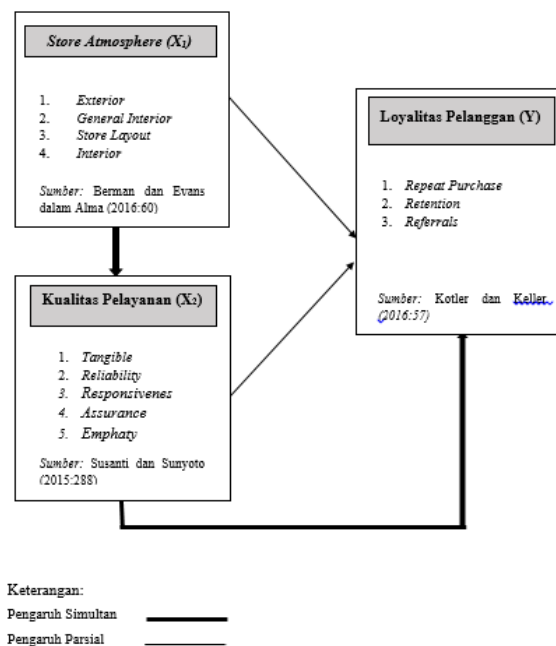 Store Atmosphere (X₁)
1. Exterior
2. General Interior
3. Store Layout
4. Interior
Sumber: Berman dan Evans
dalam Alma (2016:60)
Kualitas Pelayanan (X₂)
1. Tangible
2. Reliability
3. Responsivenes
4. Assurance
5. Emphaty
Sumber: Susanti dan Sunyoto
(2015:288)
Loyalitas Pelanggan (Y)
1. Repeat Purchase
2. Retention
3. Referrals
Sumber: Kotler dan Keller
(2016:57)
Keterangan:
Pengaruh Simultan
Pengaruh Parsial